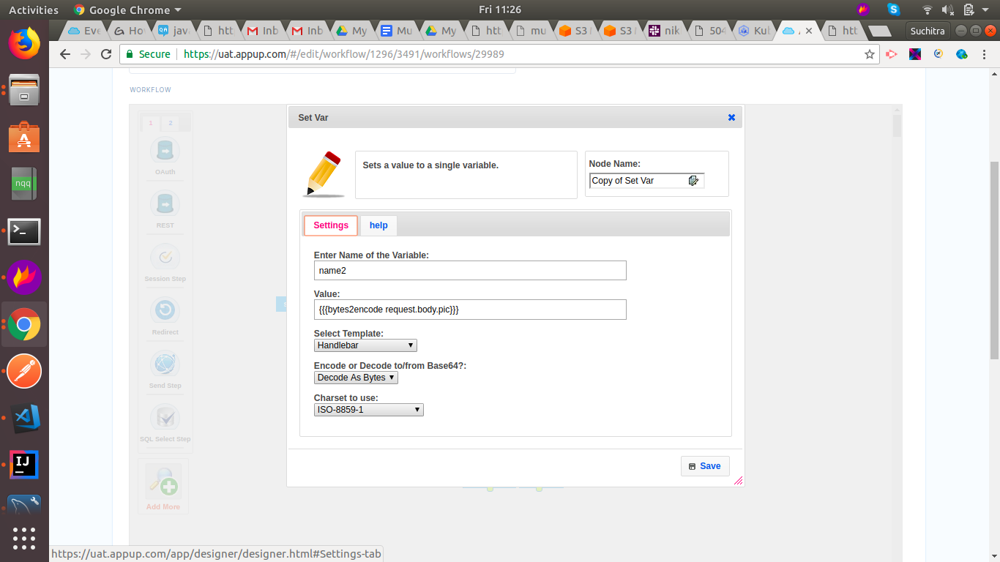 Activities
Google Chrome
Fri 11:26
Eve
Ho
jav
htt
Inb
Inb
My
Mu
My
htt
mu
S3
S3
nik
504
Kul
htt
Suchitra
Secure
https://uat.appup.com/#/edit/workflow/1296/3491/workflows/29989
WORKFLOW
1 2
OAuth
REST
Session Step
Redirect
Send Step
SQL Select Step
Add More
Set Var
Sets a value to a single variable.
Node Name:
Copy of Set Var
Settings
help
Enter Name of the Variable:
name2
Value:
{{{bytes2encode request.body.pic}}}
Select Template:
Handlebar
Encode or Decode to/from Base64?:
Decode As Bytes
Charset to use:
ISO-8859-1
Save
nqq
IJ
https://uat.appup.com/app/designer/designer.html#Settings-tab